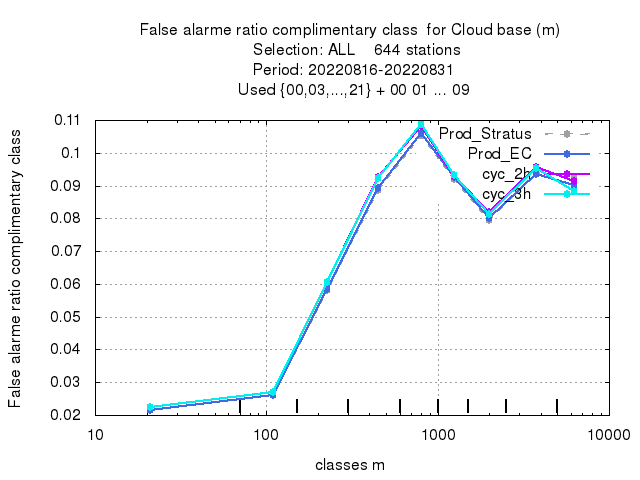 False alarme ratio complimentary class  for Cloud base (m)
Selection: ALL    644 stations
Period: 20220816-20220831
Used {00,03,...,21} + 00 01 ... 09
False alarme ratio complimentary class
0.11
0.1
0.09
0.08
0.07
0.06
0.05
0.04
0.03
0.02
Prod_Stratus
Prod_EC
cyc_2h
cyc_3h
10 100 1000 10000
classes m